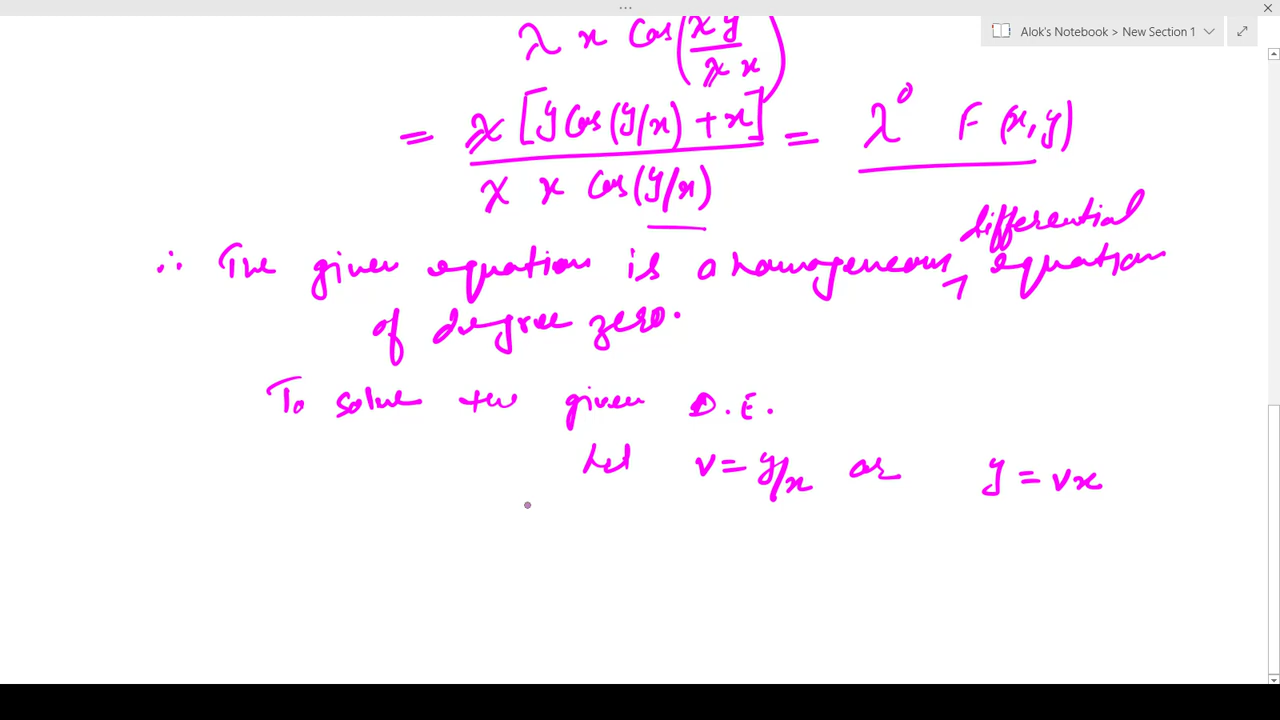 Alok's Notebook > New Section 1
λ x Cos(λy/λx)
= λ [y Cos(y/x) + x] / λ x Cos(y/x) = λ⁰ F(x,y)
∴ The given equation is a homogeneous differential equation
of degree zero.
To solve the given D.E.
Let v = y/x or y = vx